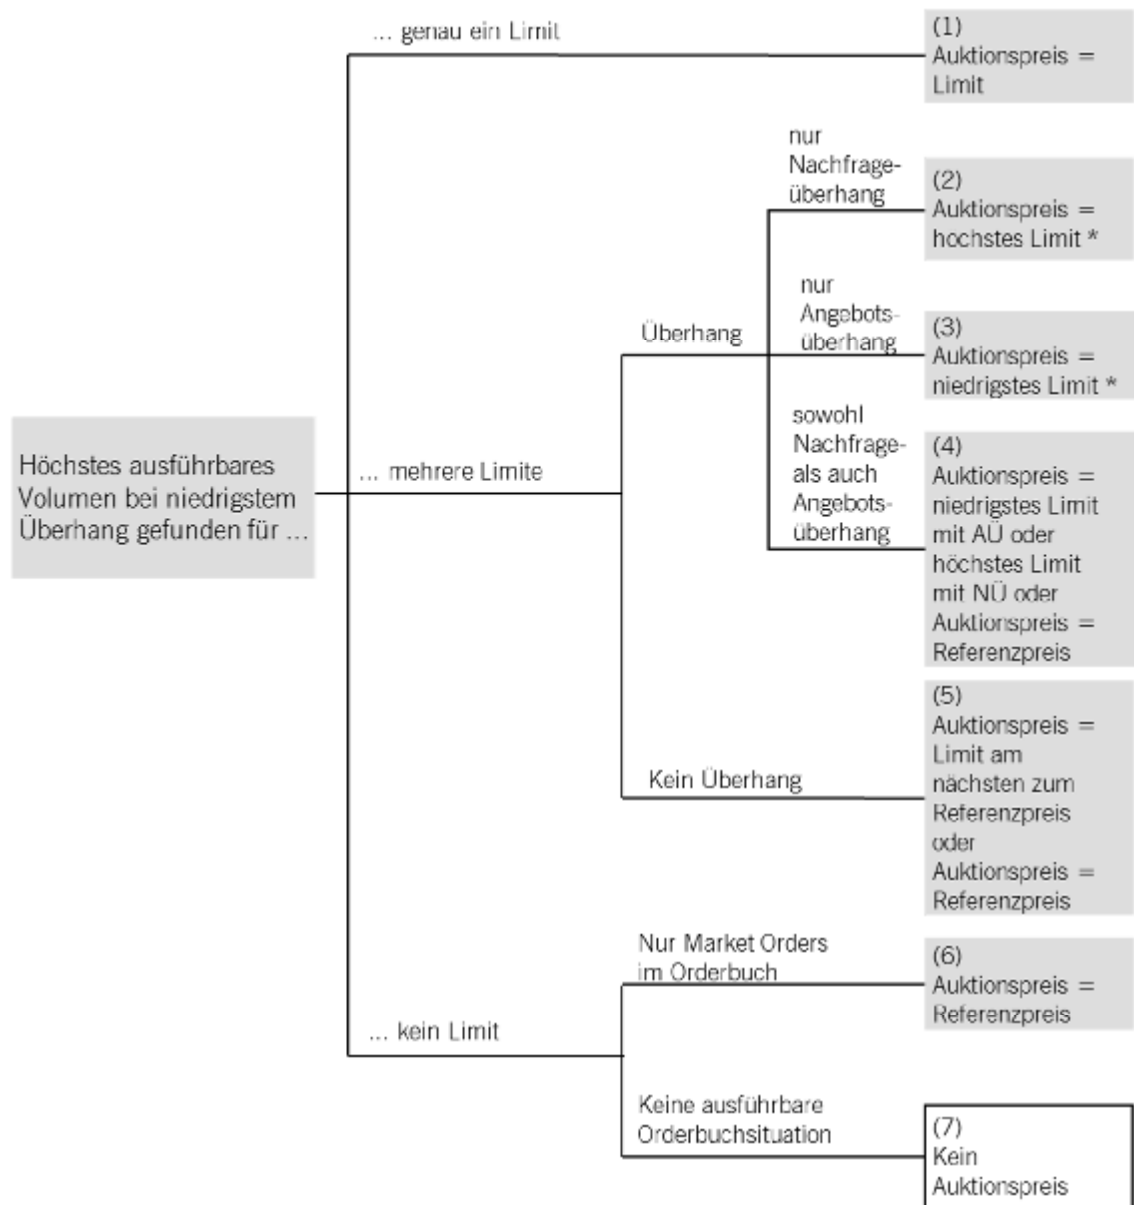 ... genau ein Limit
(1)
Auktionspreis =
Limit
nur
Nachfrage-
überhang
(2)
Auktionspreis =
hochstes Limit *
nur
Angebots-
überhang
Überhang
(3)
Auktionspreis =
niedrigstes Limit *
sowohl
Nachfrage-
als auch
Angebots-
überhang
(4)
Auktionspreis =
niedrigstes Limit
mit AÜ oder
höchstes Limit
mit NÜ oder
Auktionspreis =
Referenzpreis
Höchstes ausführbares
Volumen bei niedrigstem
Überhang gefunden für ...
... mehrere Limite
Kein Überhang
(5)
Auktionspreis =
Limit am
nächsten zum
Referenzpreis
oder
Auktionspreis =
Referenzpreis
... kein Limit
Nur Market Orders
im Orderbuch
(6)
Auktionspreis =
Referenzpreis
Keine ausführbare
Orderbuchsituation
(7)
Kein
Auktionspreis